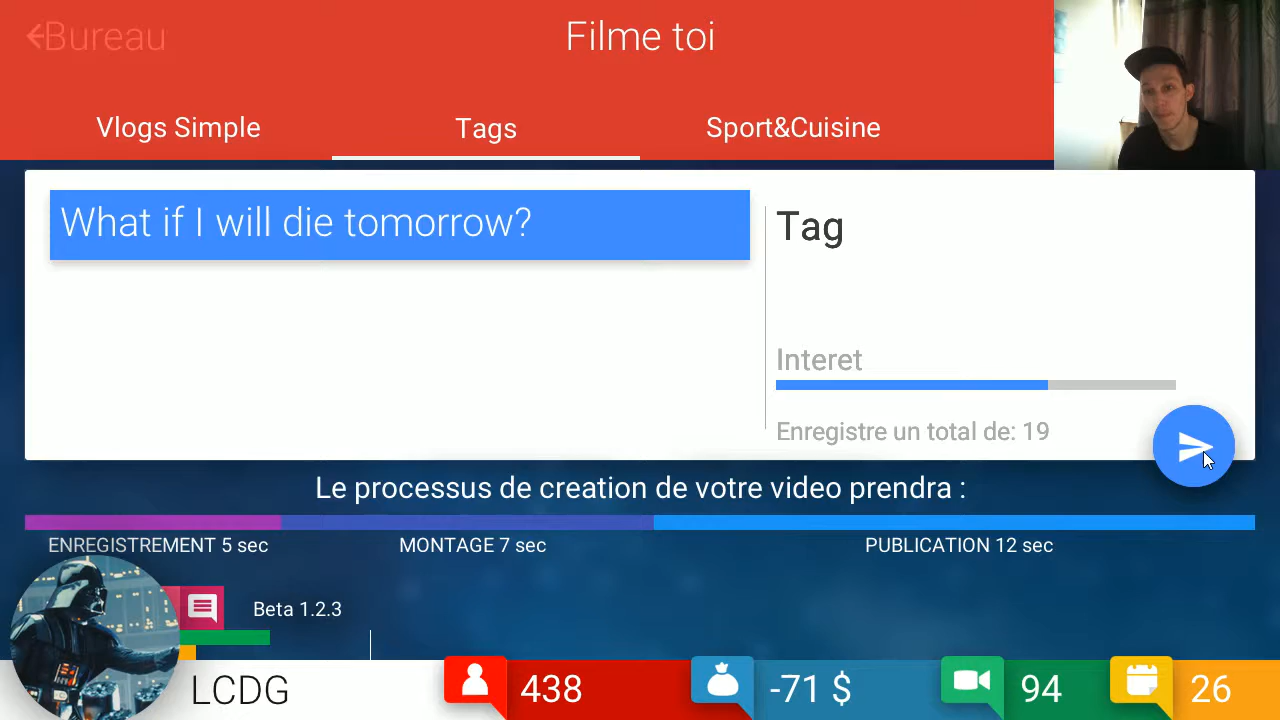 Bureau
Filme toi
Vlogs Simple
Tags
Sport&Cuisine
What if I will die tomorrow?
Tag
Interet
Enregistre un total de: 19
Le processus de creation de votre video prendra :
ENREGISTREMENT 5 sec
MONTAGE 7 sec
PUBLICATION 12 sec
Beta 1.2.3
LCDG
438
-71 $
94
26